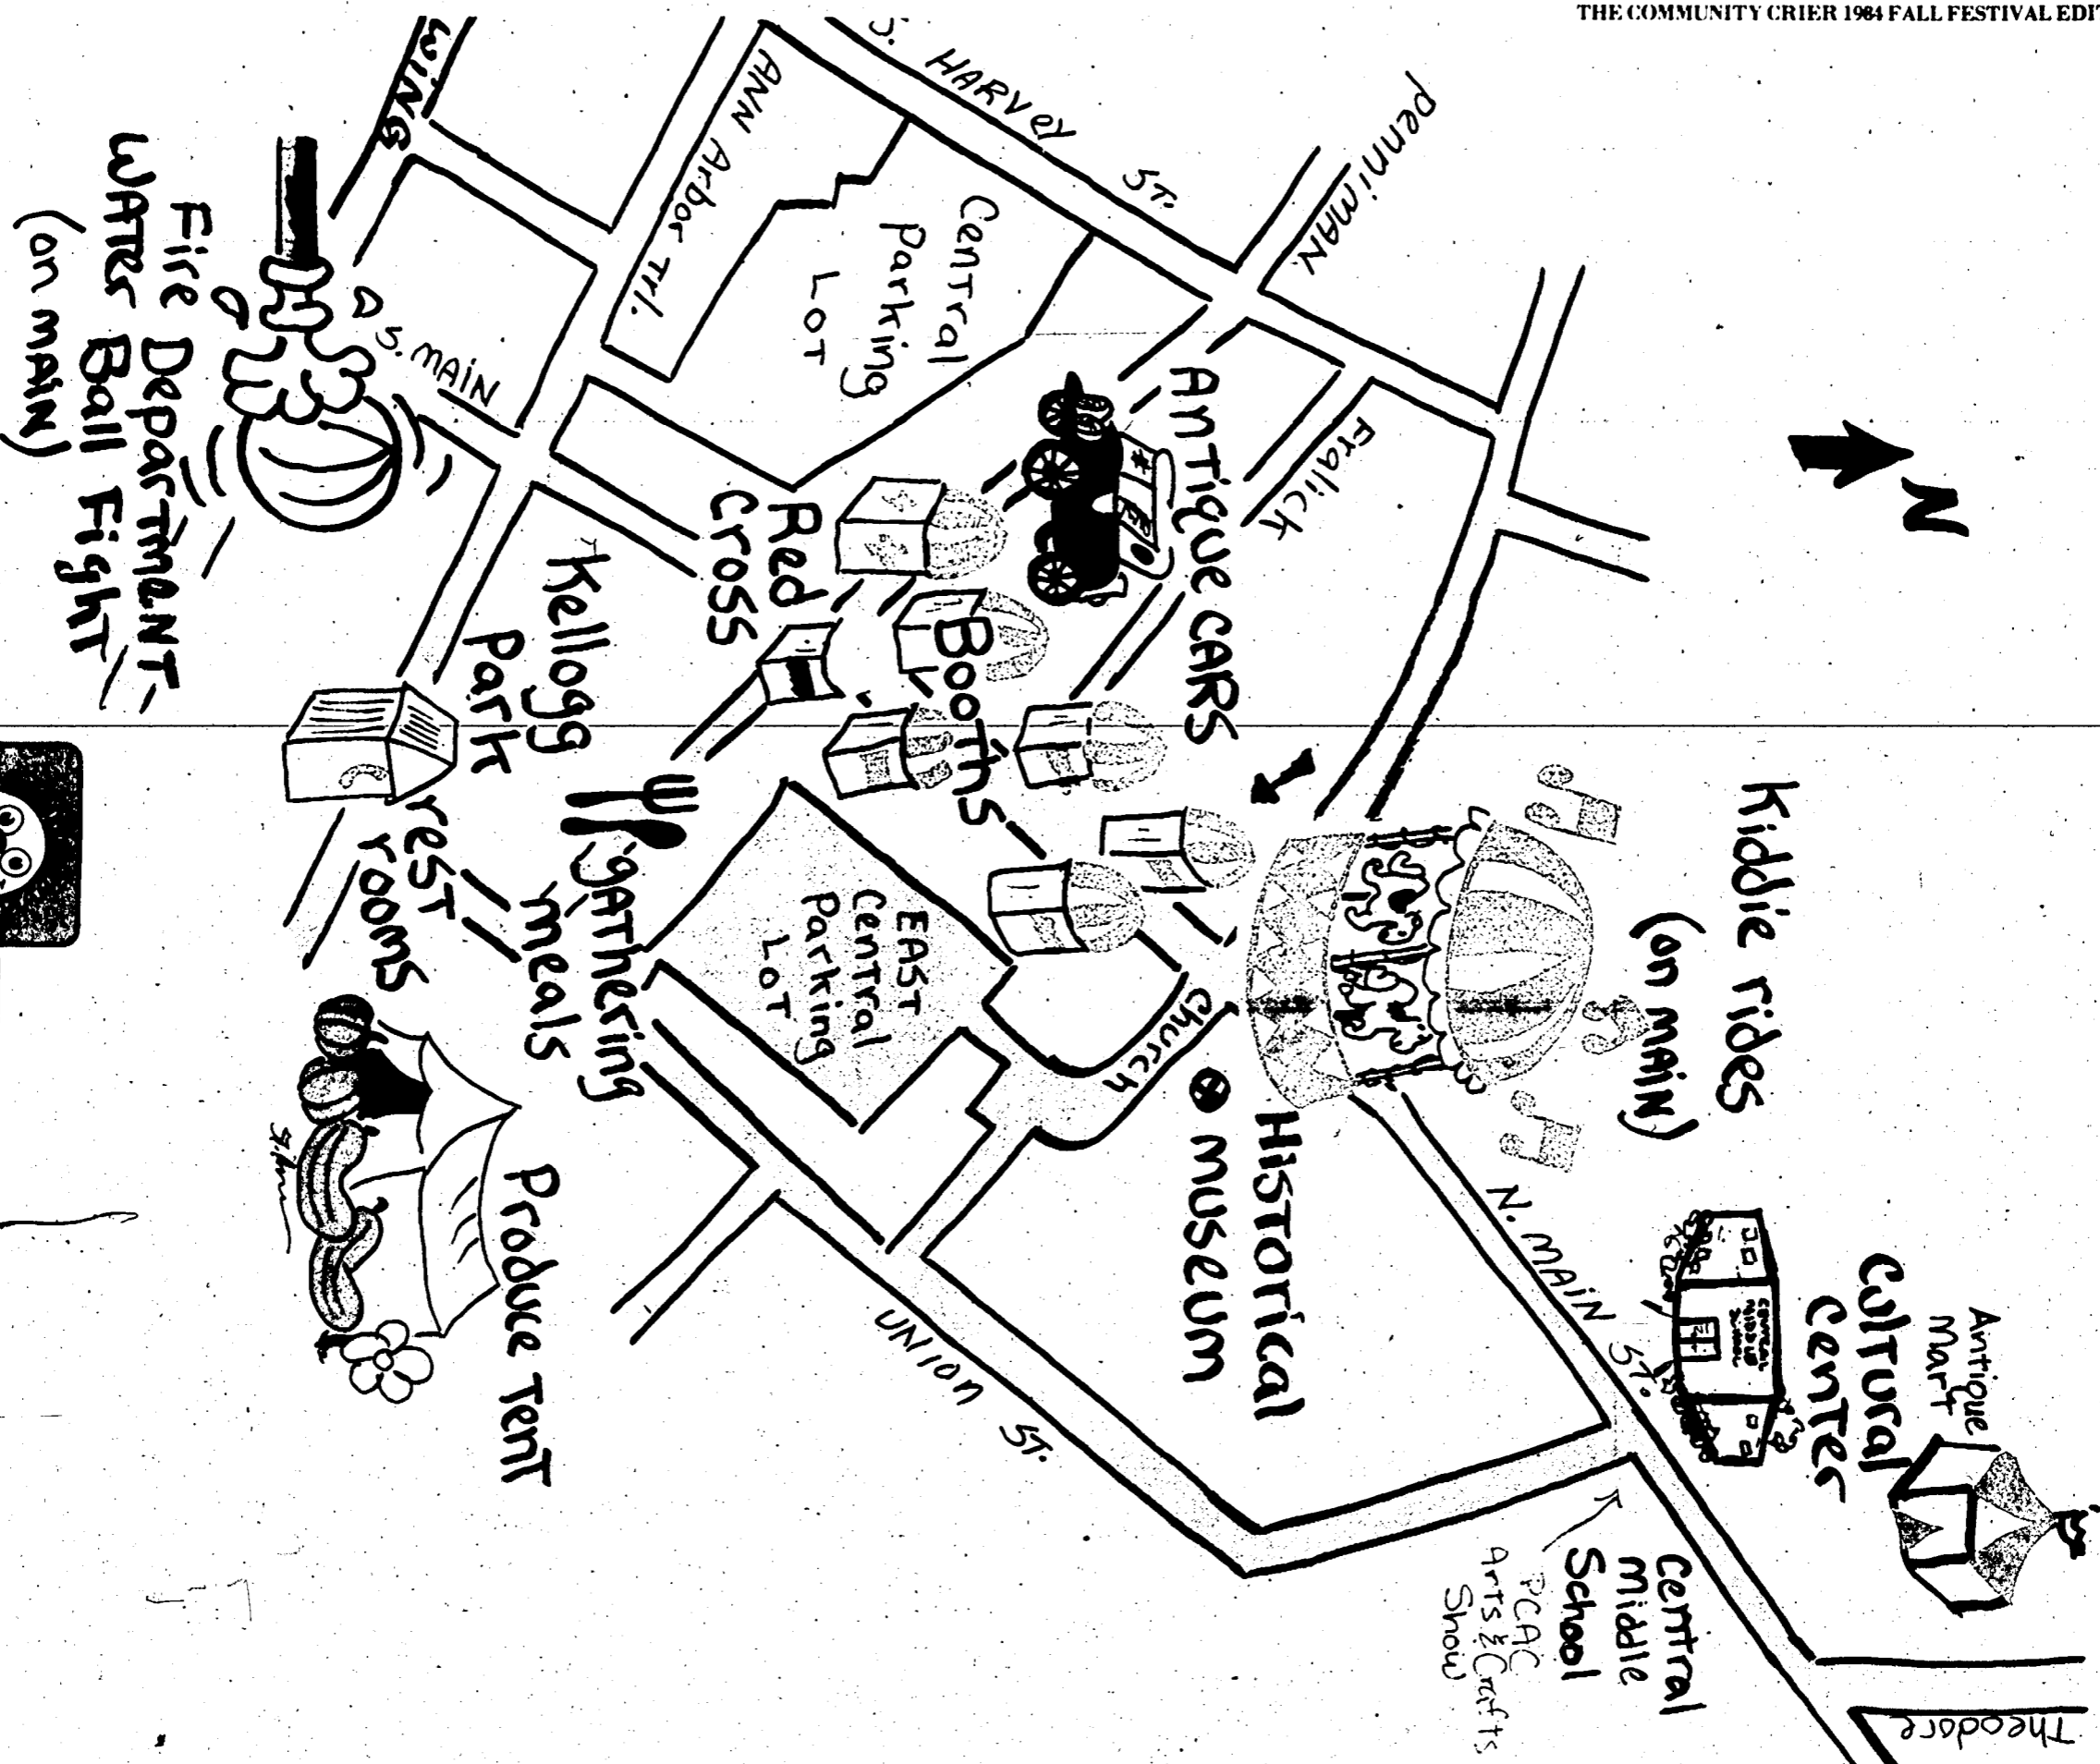 THE COMMUNITY CRIER 1984 FALL FESTIVAL EDIT
WING
ANN Arbor Trl.
S. HARVEY ST.
Penniman
Central
Parking
LOT
Fralick
N
S. MAIN
Fire Department
Water Ball Fight
(on MAIN)
Antique CARS
Red
Cross
Booths
Kellogg
Park
rest
rooms
gathering
meals
EAST
Central
Parking
LOT
Church
Kiddie rides
(on MAIN)
Historical
museum
N. MAIN ST.
Produce Tent
UNION ST.
CENTRAL
MIDDLE
Cultural
Center
Antique
Mart
Central
Middle
School
PCAC
Arts & Crafts
Show
Theodore